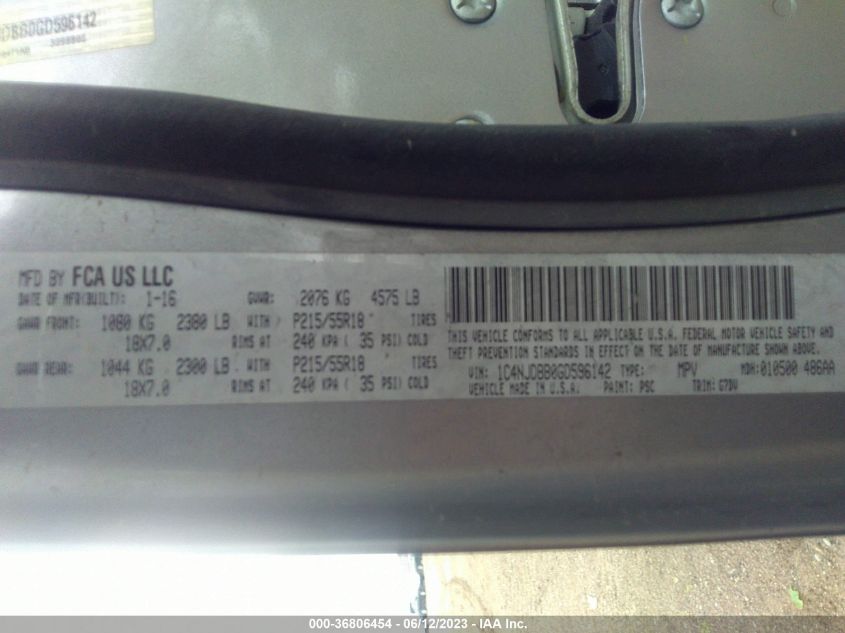 DBB0GD596142
MFD BY FCA US LLC
DATE OF MFR(BUILT): 1-16 GVWR: 2076 KG 4575 LB
GAWR FRONT: 1080 KG 2380 LB WITH P215/55R18 TIRES
18X7.0 RIMS AT 240 KPA ( 35 PSI) COLD
GAWR REAR: 1044 KG 2300 LB WITH P215/55R18 TIRES
18X7.0 RIMS AT 240 KPA ( 35 PSI) COLD
THIS VEHICLE CONFORMS TO ALL APPLICABLE U.S.A. FEDERAL MOTOR VEHICLE SAFETY AND
THEFT PREVENTION STANDARDS IN EFFECT ON THE DATE OF MANUFACTURE SHOWN ABOVE.
VIN: 1C4NJDBB0GD596142 TYPE: MPV MDH: 010500 486AA
VEHICLE MADE IN U.S.A. PAINT: PSC TRIM: G7DV
000-36806454 - 06/12/2023 - IAA Inc.